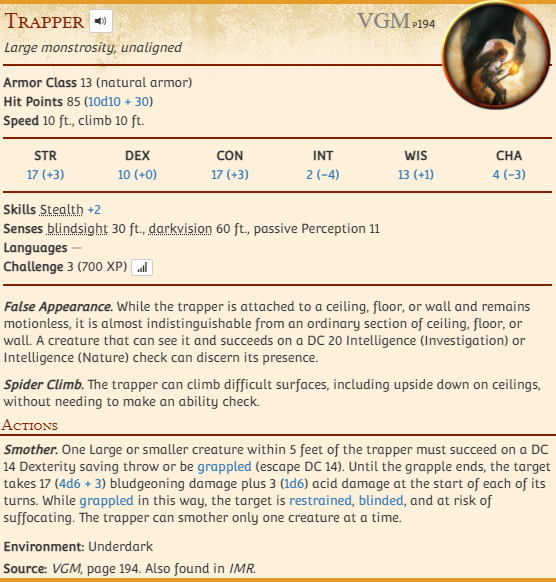 Trapper VGM p194
Large monstrosity, unaligned
Armor Class 13 (natural armor)
Hit Points 85 (10d10 + 30)
Speed 10 ft., climb 10 ft.
STR DEX CON INT WIS CHA
17 (+3) 10 (+0) 17 (+3) 2 (−4) 13 (+1) 4 (−3)
Skills Stealth +2
Senses blindsight 30 ft., darkvision 60 ft., passive Perception 11
Languages —
Challenge 3 (700 XP)
False Appearance. While the trapper is attached to a ceiling, floor, or wall and remains
motionless, it is almost indistinguishable from an ordinary section of ceiling, floor, or
wall. A creature that can see it and succeeds on a DC 20 Intelligence (Investigation) or
Intelligence (Nature) check can discern its presence.
Spider Climb. The trapper can climb difficult surfaces, including upside down on ceilings,
without needing to make an ability check.
Actions
Smother. One Large or smaller creature within 5 feet of the trapper must succeed on a DC
14 Dexterity saving throw or be grappled (escape DC 14). Until the grapple ends, the target
takes 17 (4d6 + 3) bludgeoning damage plus 3 (1d6) acid damage at the start of each of its
turns. While grappled in this way, the target is restrained, blinded, and at risk of
suffocating. The trapper can smother only one creature at a time.
Environment: Underdark
Source: VGM, page 194. Also found in IMR.